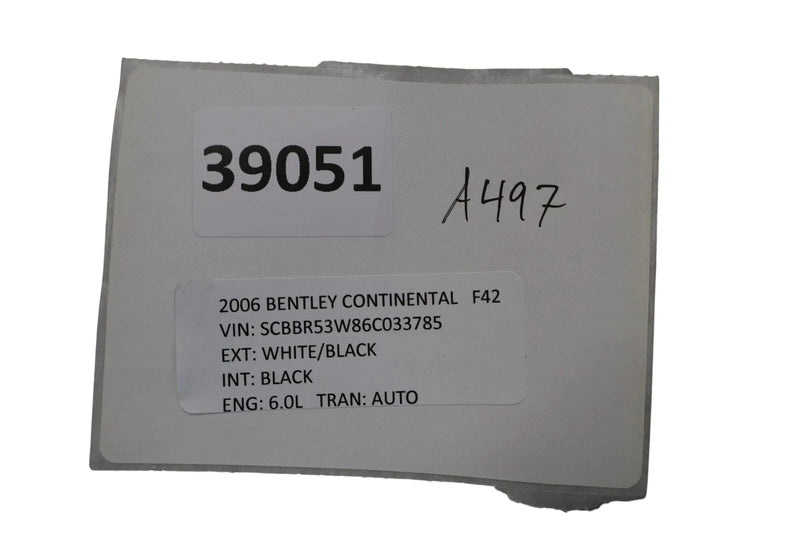 39051
A497
2006 BENTLEY CONTINENTAL F42
VIN: SCBBR53W86C033785
EXT: WHITE/BLACK
INT: BLACK
ENG: 6.0L TRAN: AUTO